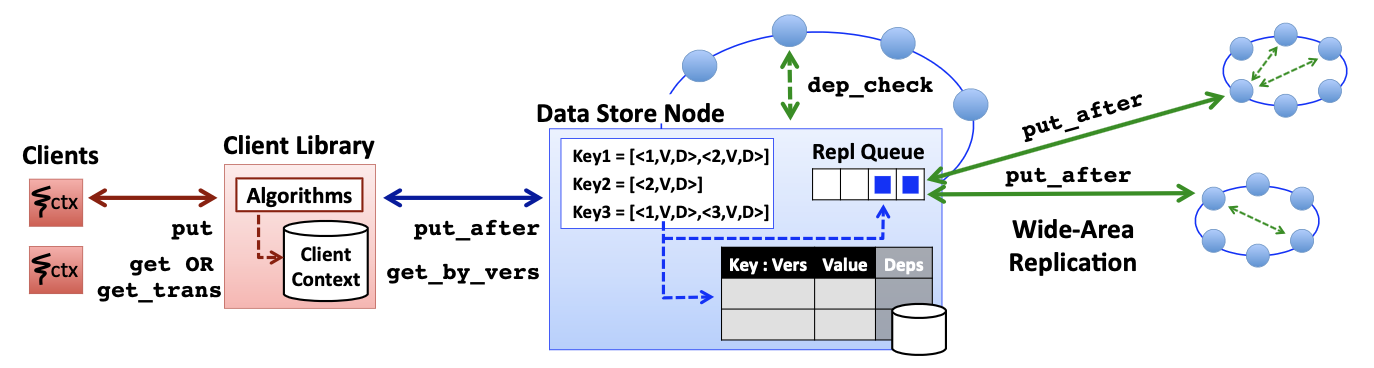 Clients
ctx
ctx
put
get OR
get_trans
Client Library
Algorithms
Client
Context
put_after
get_by_vers
Data Store Node
Key1 = [<1,V,D>,<2,V,D>]
Key2 = [<2,V,D>]
Key3 = [<1,V,D>,<3,V,D>]
dep_check
Repl Queue
Key : Vers Value Deps
put_after
put_after
Wide-Area
Replication